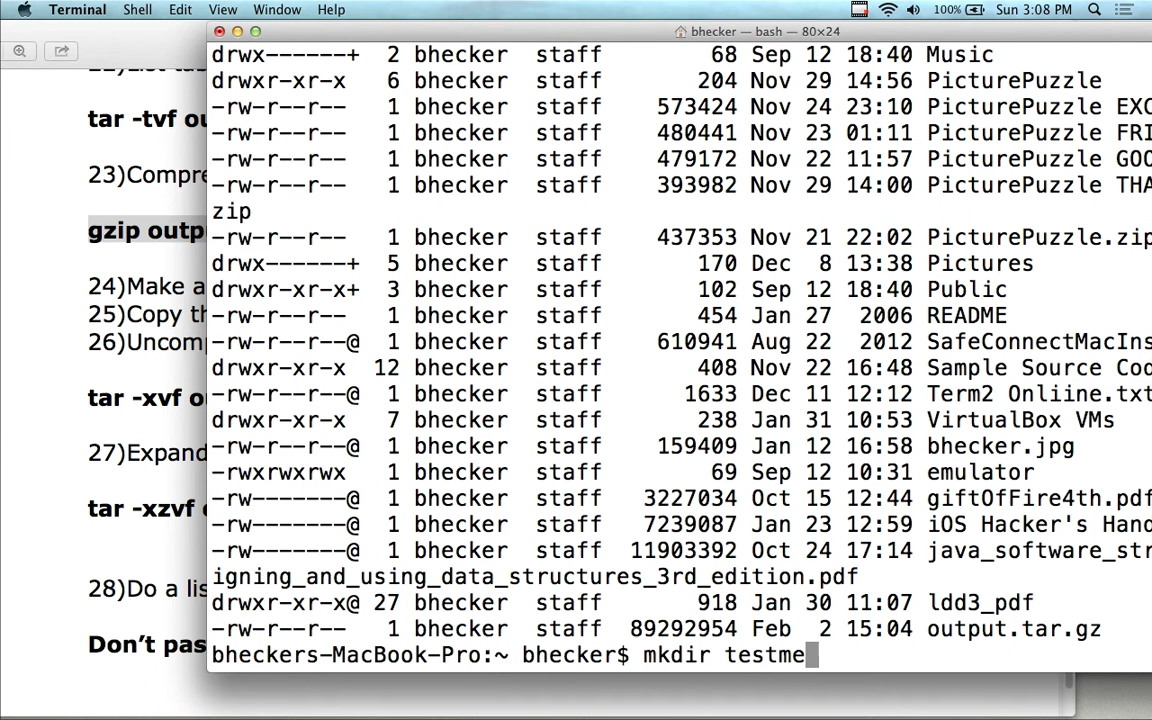 Terminal Shell Edit View Window Help 100% Sun 3:08 PM
bhecker — bash — 80×24
tar -tvf ou
23)Compre
gzip outp
24)Make a
25)Copy th
26)Uncomp
tar -xvf o
27)Expand
tar -xzvf
28)Do a lis
Don't pas
drwx------+ 2 bhecker staff 68 Sep 12 18:40 Music
drwxr-xr-x 6 bhecker staff 204 Nov 29 14:56 PicturePuzzle
-rw-r--r-- 1 bhecker staff 573424 Nov 24 23:10 PicturePuzzle EXC
-rw-r--r-- 1 bhecker staff 480441 Nov 23 01:11 PicturePuzzle FRI
-rw-r--r-- 1 bhecker staff 479172 Nov 22 11:57 PicturePuzzle GOO
-rw-r--r-- 1 bhecker staff 393982 Nov 29 14:00 PicturePuzzle THA
zip
-rw-r--r-- 1 bhecker staff 437353 Nov 21 22:02 PicturePuzzle.zip
drwx------+ 5 bhecker staff 170 Dec 8 13:38 Pictures
drwxr-xr-x+ 3 bhecker staff 102 Sep 12 18:40 Public
-rw-r--r-- 1 bhecker staff 454 Jan 27 2006 README
-rw-r--r--@ 1 bhecker staff 610941 Aug 22 2012 SafeConnectMacIns
drwxr-xr-x 12 bhecker staff 408 Nov 22 16:48 Sample Source Cod
-rw-r--r--@ 1 bhecker staff 1633 Dec 11 12:12 Term2 Onliine.txt
drwxr-xr-x 7 bhecker staff 238 Jan 31 10:53 VirtualBox VMs
-rw-r--r--@ 1 bhecker staff 159409 Jan 12 16:58 bhecker.jpg
-rwxrwxrwx 1 bhecker staff 69 Sep 12 10:31 emulator
-rw-------@ 1 bhecker staff 3227034 Oct 15 12:44 giftOfFire4th.pdf
-rw-r--r--@ 1 bhecker staff 7239087 Jan 23 12:59 iOS Hacker's Hand
-rw-------@ 1 bhecker staff 11903392 Oct 24 17:14 java_software_str
igning_and_using_data_structures_3rd_edition.pdf
drwxr-xr-x@ 27 bhecker staff 918 Jan 30 11:07 ldd3_pdf
-rw-r--r-- 1 bhecker staff 89292954 Feb 2 15:04 output.tar.gz
bheckers-MacBook-Pro:~ bhecker$ mkdir testme